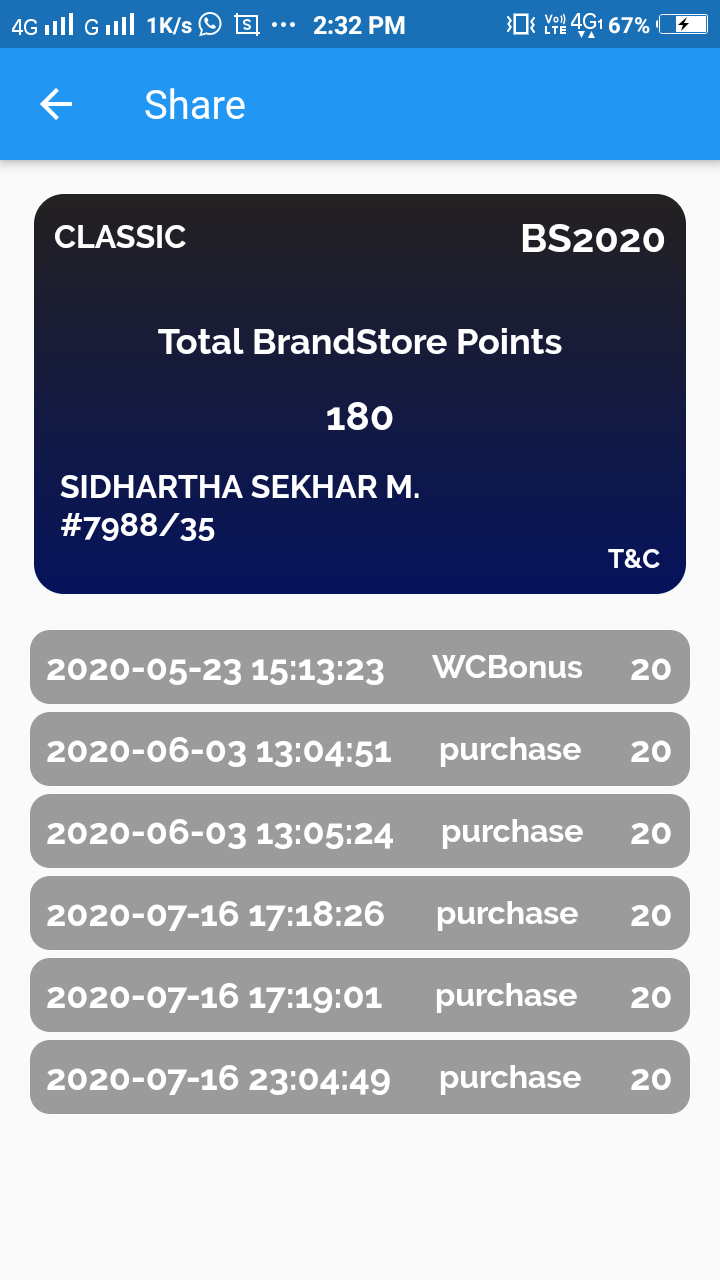 4G G 1K/s S ... 2:32 PM VoLTE 4G1 67%
Share
CLASSIC BS2020
Total BrandStore Points
180
SIDHARTHA SEKHAR M.
#7988/35
T&C
2020-05-23 15:13:23 WCBonus 20
2020-06-03 13:04:51 purchase 20
2020-06-03 13:05:24 purchase 20
2020-07-16 17:18:26 purchase 20
2020-07-16 17:19:01 purchase 20
2020-07-16 23:04:49 purchase 20